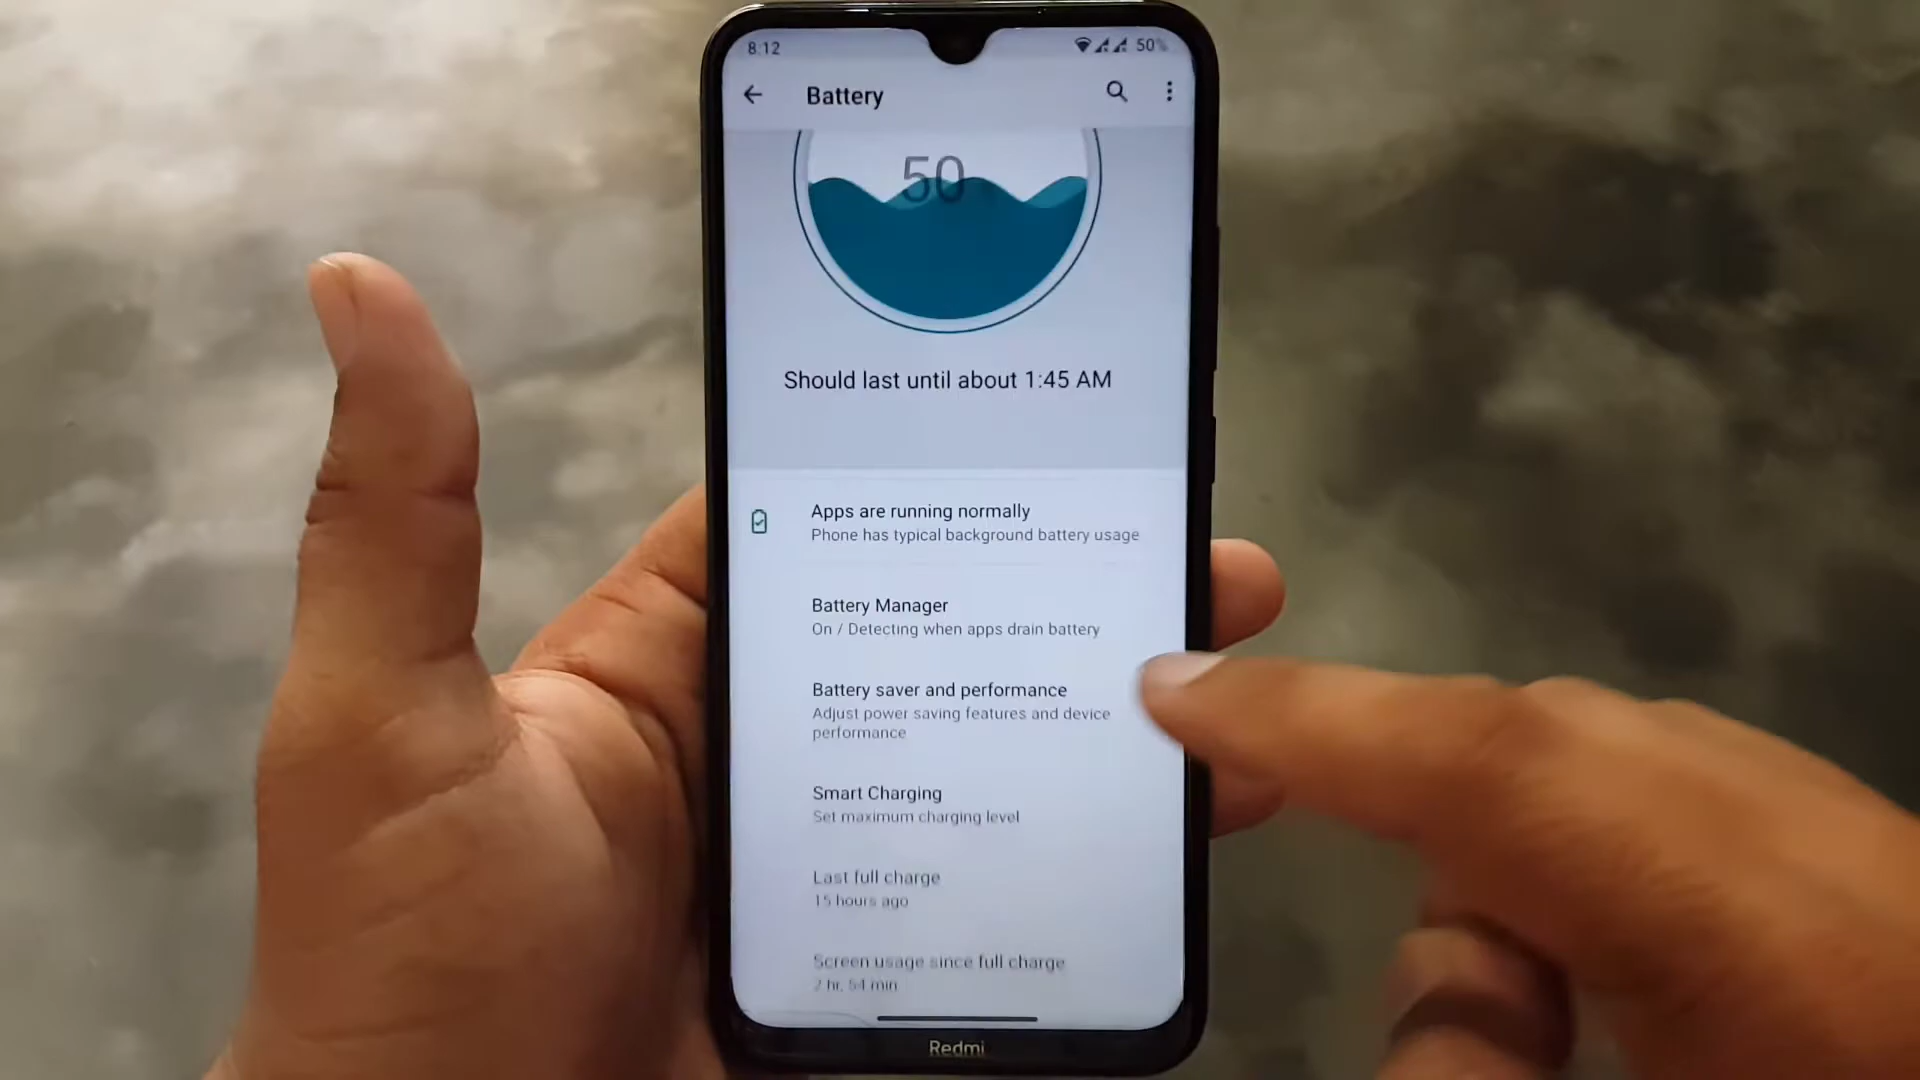 8:12
50%
Battery
50
Should last until about 1:45 AM
Apps are running normally
Phone has typical background battery usage
Battery Manager
On / Detecting when apps drain battery
Battery saver and performance
Adjust power saving features and device
performance
Smart Charging
Set maximum charging level
Last full charge
15 hours ago
Screen usage since full charge
2 hr, 54 min
Redmi